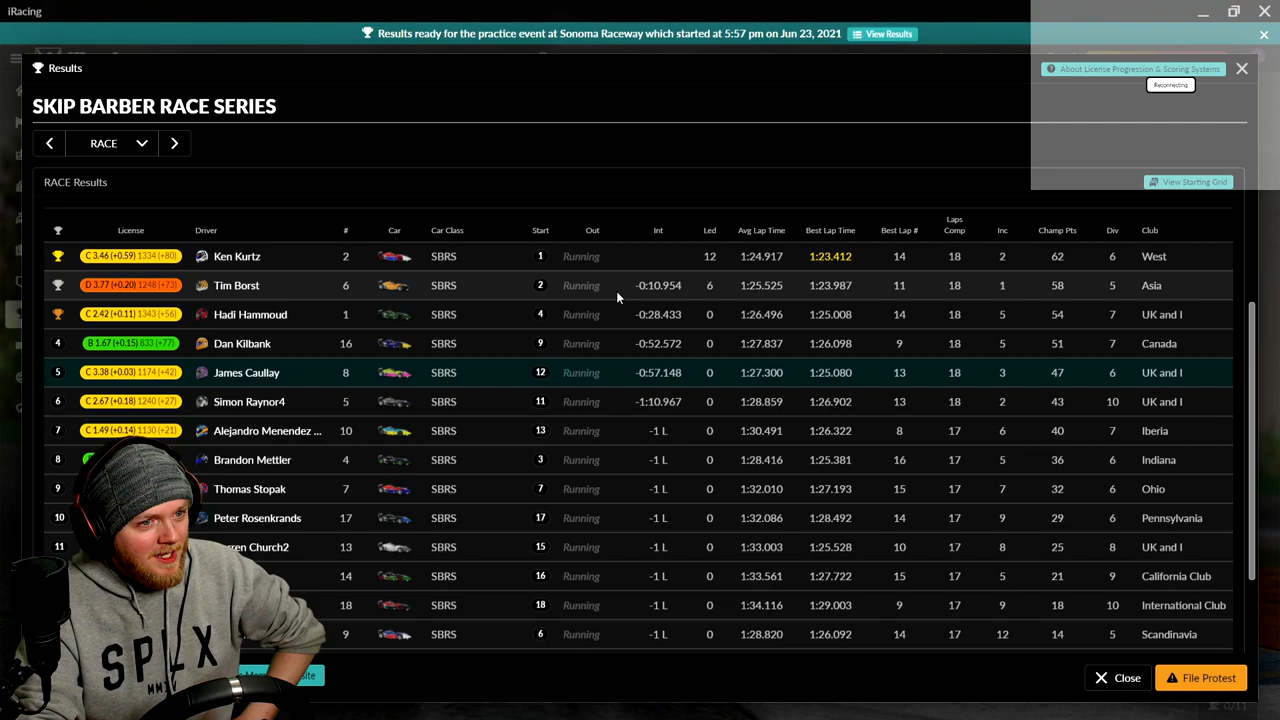 iRacing
Results ready for the practice event at Sonoma Raceway which started at 5:57 pm on Jun 23, 2021 View Results
Results
About License Progression & Scoring Systems
Reconnecting
SKIP BARBER RACE SERIES
RACE
RACE Results
View Starting Grid
License Driver # Car Car Class Start Out Int Led Avg Lap Time Best Lap Time Best Lap # Laps Comp Inc Champ Pts Div Club
C 3.46 (+0.59) 1334 (+80) Ken Kurtz 2 SBRS 1 Running 12 1:24.917 1:23.412 14 18 2 62 6 West
D 3.77 (+0.20) 1248 (+73) Tim Borst 6 SBRS 2 Running -0:10.954 6 1:25.525 1:23.987 11 18 1 58 5 Asia
C 2.42 (+0.11) 1343 (+56) Hadi Hammoud 1 SBRS 4 Running -0:28.433 0 1:26.496 1:25.008 14 18 5 54 7 UK and I
4 B 1.67 (+0.15) 833 (+77) Dan Kilbank 16 SBRS 9 Running -0:52.572 0 1:27.837 1:26.098 9 18 5 51 7 Canada
5 C 3.38 (+0.03) 1174 (+42) James Caullay 8 SBRS 12 Running -0:57.148 0 1:27.300 1:25.080 13 18 3 47 6 UK and I
6 C 2.67 (+0.18) 1240 (+27) Simon Raynor4 5 SBRS 11 Running -1:10.967 0 1:28.859 1:26.902 13 18 2 43 10 UK and I
7 C 1.49 (+0.14) 1130 (+21) Alejandro Menendez ... 10 SBRS 13 Running -1 L 0 1:30.491 1:26.322 8 17 6 40 7 Iberia
8 Brandon Mettler 4 SBRS 3 Running -1 L 0 1:28.416 1:25.381 16 17 5 36 6 Indiana
9 Thomas Stopak 7 SBRS 7 Running -1 L 0 1:32.010 1:27.193 15 17 7 32 6 Ohio
10 Peter Rosenkrands 17 SBRS 17 Running -1 L 0 1:32.086 1:28.492 14 17 9 29 6 Pennsylvania
11 Church2 13 SBRS 15 Running -1 L 0 1:33.003 1:25.528 10 17 8 25 8 UK and I
14 SBRS 16 Running -1 L 0 1:33.561 1:27.722 15 17 5 21 9 California Club
18 SBRS 18 Running -1 L 0 1:34.116 1:29.003 9 17 9 18 10 International Club
9 SBRS 6 Running -1 L 0 1:28.820 1:26.092 14 17 12 14 5 Scandinavia
Close
File Protest
0/11
SPLX